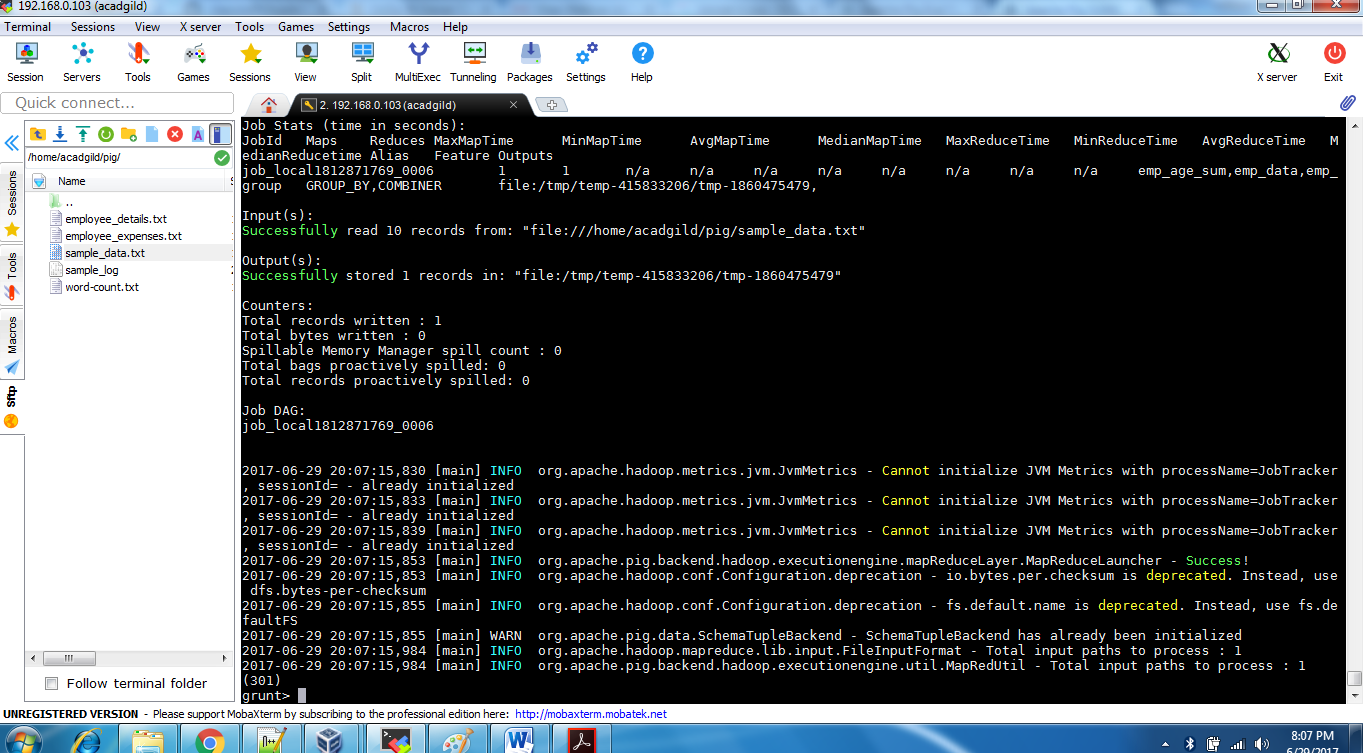 192.168.0.103 (acadgild)
Terminal Sessions View X server Tools Games Settings Macros Help
Session Servers Tools Games Sessions View Split MultiExec Tunneling Packages Settings Help X server Exit
Quick connect...
2. 192.168.0.103 (acadgild)
/home/acadgild/pig/
Name
..
employee_details.txt
employee_expenses.txt
sample_data.txt
sample_log
word-count.txt
Sessions
Tools
Macros
Sftp
Follow terminal folder
Job Stats (time in seconds):
JobId Maps Reduces MaxMapTime MinMapTime AvgMapTime MedianMapTime MaxReduceTime MinReduceTime AvgReduceTime M
edianReducetime Alias Feature Outputs
job_local1812871769_0006 1 1 n/a n/a n/a n/a n/a n/a n/a n/a emp_age_sum,emp_data,emp_
group GROUP_BY,COMBINER file:/tmp/temp-415833206/tmp-1860475479,
Input(s):
Successfully read 10 records from: "file:///home/acadgild/pig/sample_data.txt"
Output(s):
Successfully stored 1 records in: "file:/tmp/temp-415833206/tmp-1860475479"
Counters:
Total records written : 1
Total bytes written : 0
Spillable Memory Manager spill count : 0
Total bags proactively spilled: 0
Total records proactively spilled: 0
Job DAG:
job_local1812871769_0006
2017-06-29 20:07:15,830 [main] INFO org.apache.hadoop.metrics.jvm.JvmMetrics - Cannot initialize JVM Metrics with processName=JobTracker
, sessionId= - already initialized
2017-06-29 20:07:15,833 [main] INFO org.apache.hadoop.metrics.jvm.JvmMetrics - Cannot initialize JVM Metrics with processName=JobTracker
, sessionId= - already initialized
2017-06-29 20:07:15,839 [main] INFO org.apache.hadoop.metrics.jvm.JvmMetrics - Cannot initialize JVM Metrics with processName=JobTracker
, sessionId= - already initialized
2017-06-29 20:07:15,853 [main] INFO org.apache.pig.backend.hadoop.executionengine.mapReduceLayer.MapReduceLauncher - Success!
2017-06-29 20:07:15,853 [main] INFO org.apache.hadoop.conf.Configuration.deprecation - io.bytes.per.checksum is deprecated. Instead, use
dfs.bytes-per-checksum
2017-06-29 20:07:15,855 [main] INFO org.apache.hadoop.conf.Configuration.deprecation - fs.default.name is deprecated. Instead, use fs.de
faultFS
2017-06-29 20:07:15,855 [main] WARN org.apache.pig.data.SchemaTupleBackend - SchemaTupleBackend has already been initialized
2017-06-29 20:07:15,984 [main] INFO org.apache.hadoop.mapreduce.lib.input.FileInputFormat - Total input paths to process : 1
2017-06-29 20:07:15,984 [main] INFO org.apache.pig.backend.hadoop.executionengine.util.MapRedUtil - Total input paths to process : 1
(301)
grunt>
UNREGISTERED VERSION - Please support MobaXterm by subscribing to the professional edition here: http://mobaxterm.mobatek.net
8:07 PM
6/29/2017